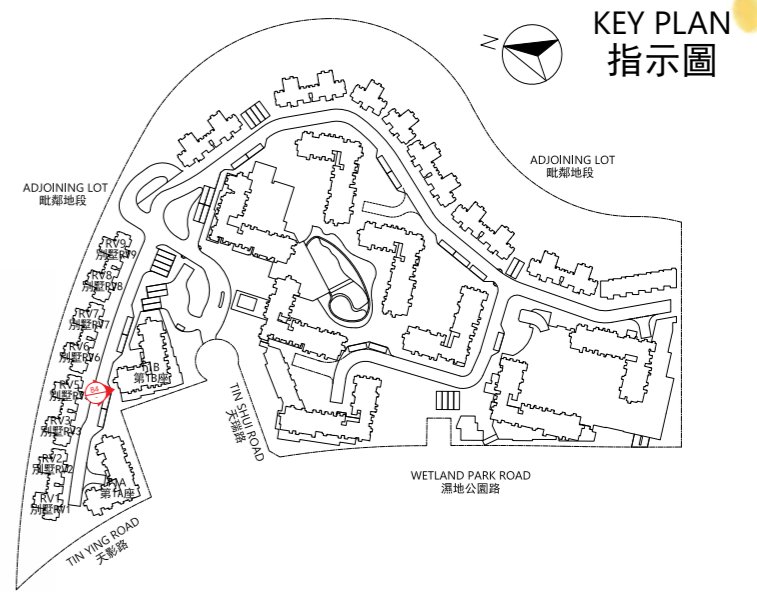 KEY PLAN
指示圖
N
ADJOINING LOT
毗鄰地段
ADJOINING LOT
毗鄰地段
RV9
別墅RV9
RV8
別墅RV8
RV7
別墅RV7
RV6
別墅RV6
RV5
別墅RV5
RV3
別墅RV3
RV2
別墅RV2
RV1
別墅RV1
B4
T1B
第1B座
T1A
第1A座
TIN SHUI ROAD
天瑞路
WETLAND PARK ROAD
濕地公園路
TIN YING ROAD
天影路